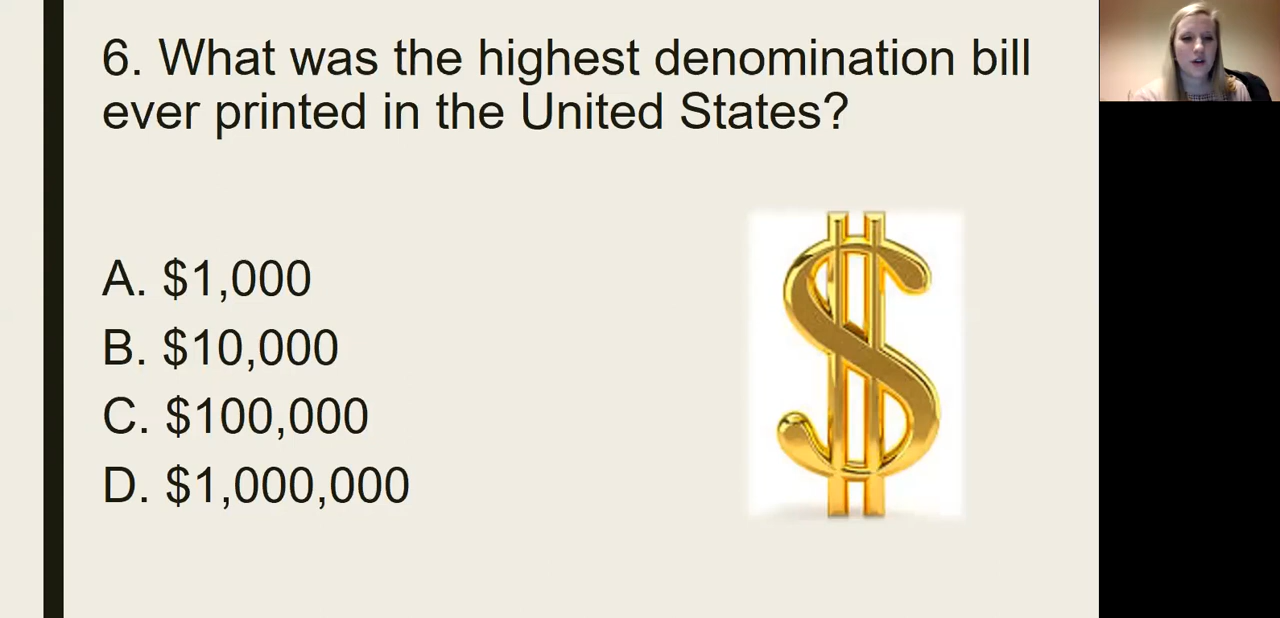 6. What was the highest denomination bill
ever printed in the United States?
A. $1,000
B. $10,000
C. $100,000
D. $1,000,000